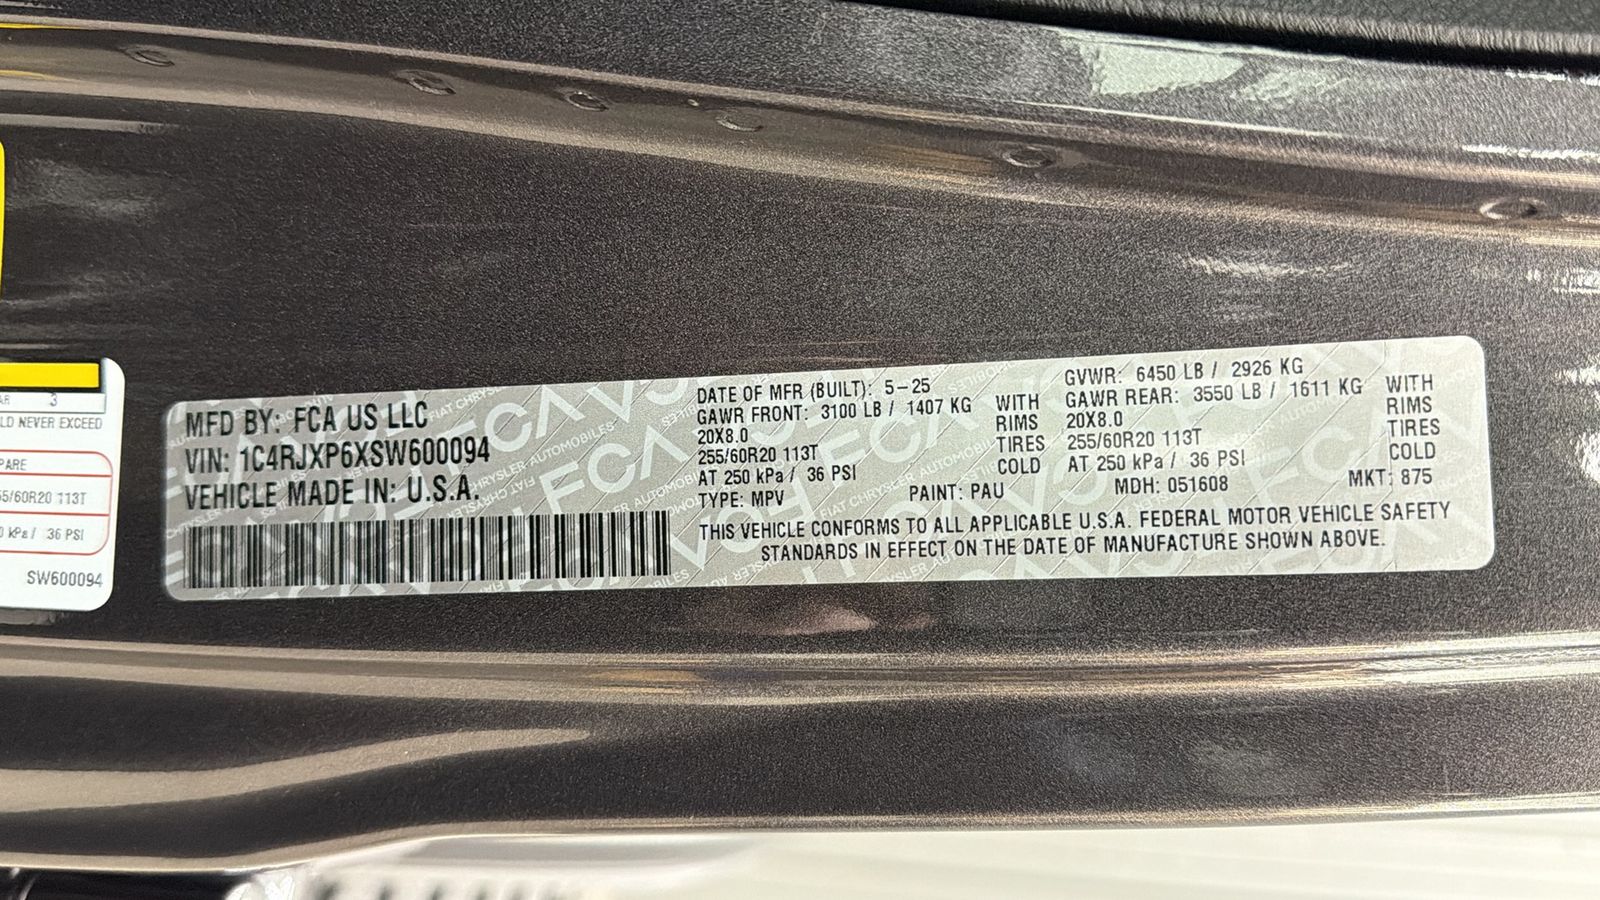 MFD BY: FCA US LLC
VIN: 1C4RJXP6XSW600094
VEHICLE MADE IN: U.S.A.
DATE OF MFR (BUILT): 5-25
GAWR FRONT: 3100 LB / 1407 KG WITH
20X8.0 RIMS
255/60R20 113T TIRES
AT 250 kPa / 36 PSI COLD
TYPE: MPV
PAINT: PAU
GVWR: 6450 LB / 2926 KG
GAWR REAR: 3550 LB / 1611 KG WITH
20X8.0 RIMS
255/60R20 113T TIRES
AT 250 kPa / 36 PSI COLD
MDH: 051608
MKT: 875
THIS VEHICLE CONFORMS TO ALL APPLICABLE U.S.A. FEDERAL MOTOR VEHICLE SAFETY
STANDARDS IN EFFECT ON THE DATE OF MANUFACTURE SHOWN ABOVE.
3
NEVER EXCEED
60R20 113T
kPa / 36 PSI
SW600094